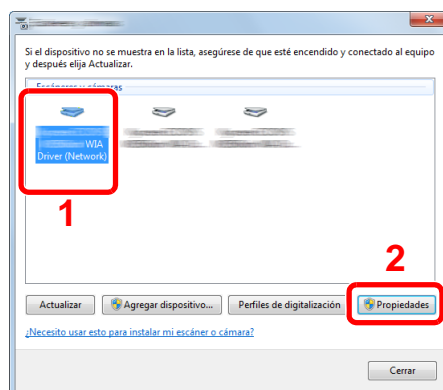 Si el dispositivo no se muestra en la lista, asegúrese de que esté encendido y conectado al equipo
y después elija Actualizar.
Escáneres y cámaras
WIA
Driver (Network)
1
2
Actualizar
Agregar dispositivo...
Perfiles de digitalización
Propiedades
¿Necesito usar esto para instalar mi escáner o cámara?
Cerrar